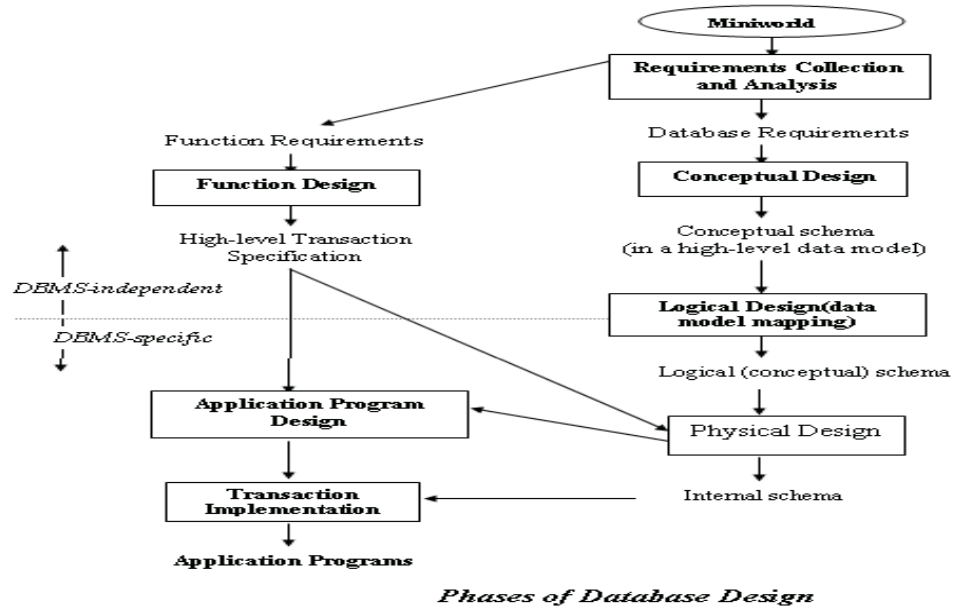 Miniworld
Requirements Collection
and Analysis
Function Requirements
Database Requirements
Function Design
Conceptual Design
High-level Transaction
Specification
Conceptual schema
(in a high-level data model)
DBMS-independent
Logical Design(data
model mapping)
DBMS-specific
Logical (conceptual) schema
Application Program
Design
Physical Design
Transaction
Implementation
Internal schema
Application Programs
Phases of Database Design